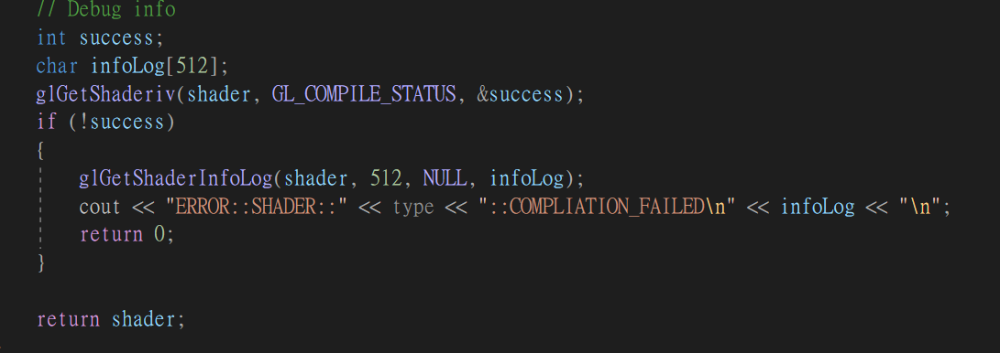 // Debug info
int success;
char infoLog[512];
glGetShaderiv(shader, GL_COMPILE_STATUS, &success);
if (!success)
{
glGetShaderInfoLog(shader, 512, NULL, infoLog);
cout << "ERROR::SHADER::" << type << "::COMPLIATION_FAILED\n" << infoLog << "\n";
return 0;
}
return shader;